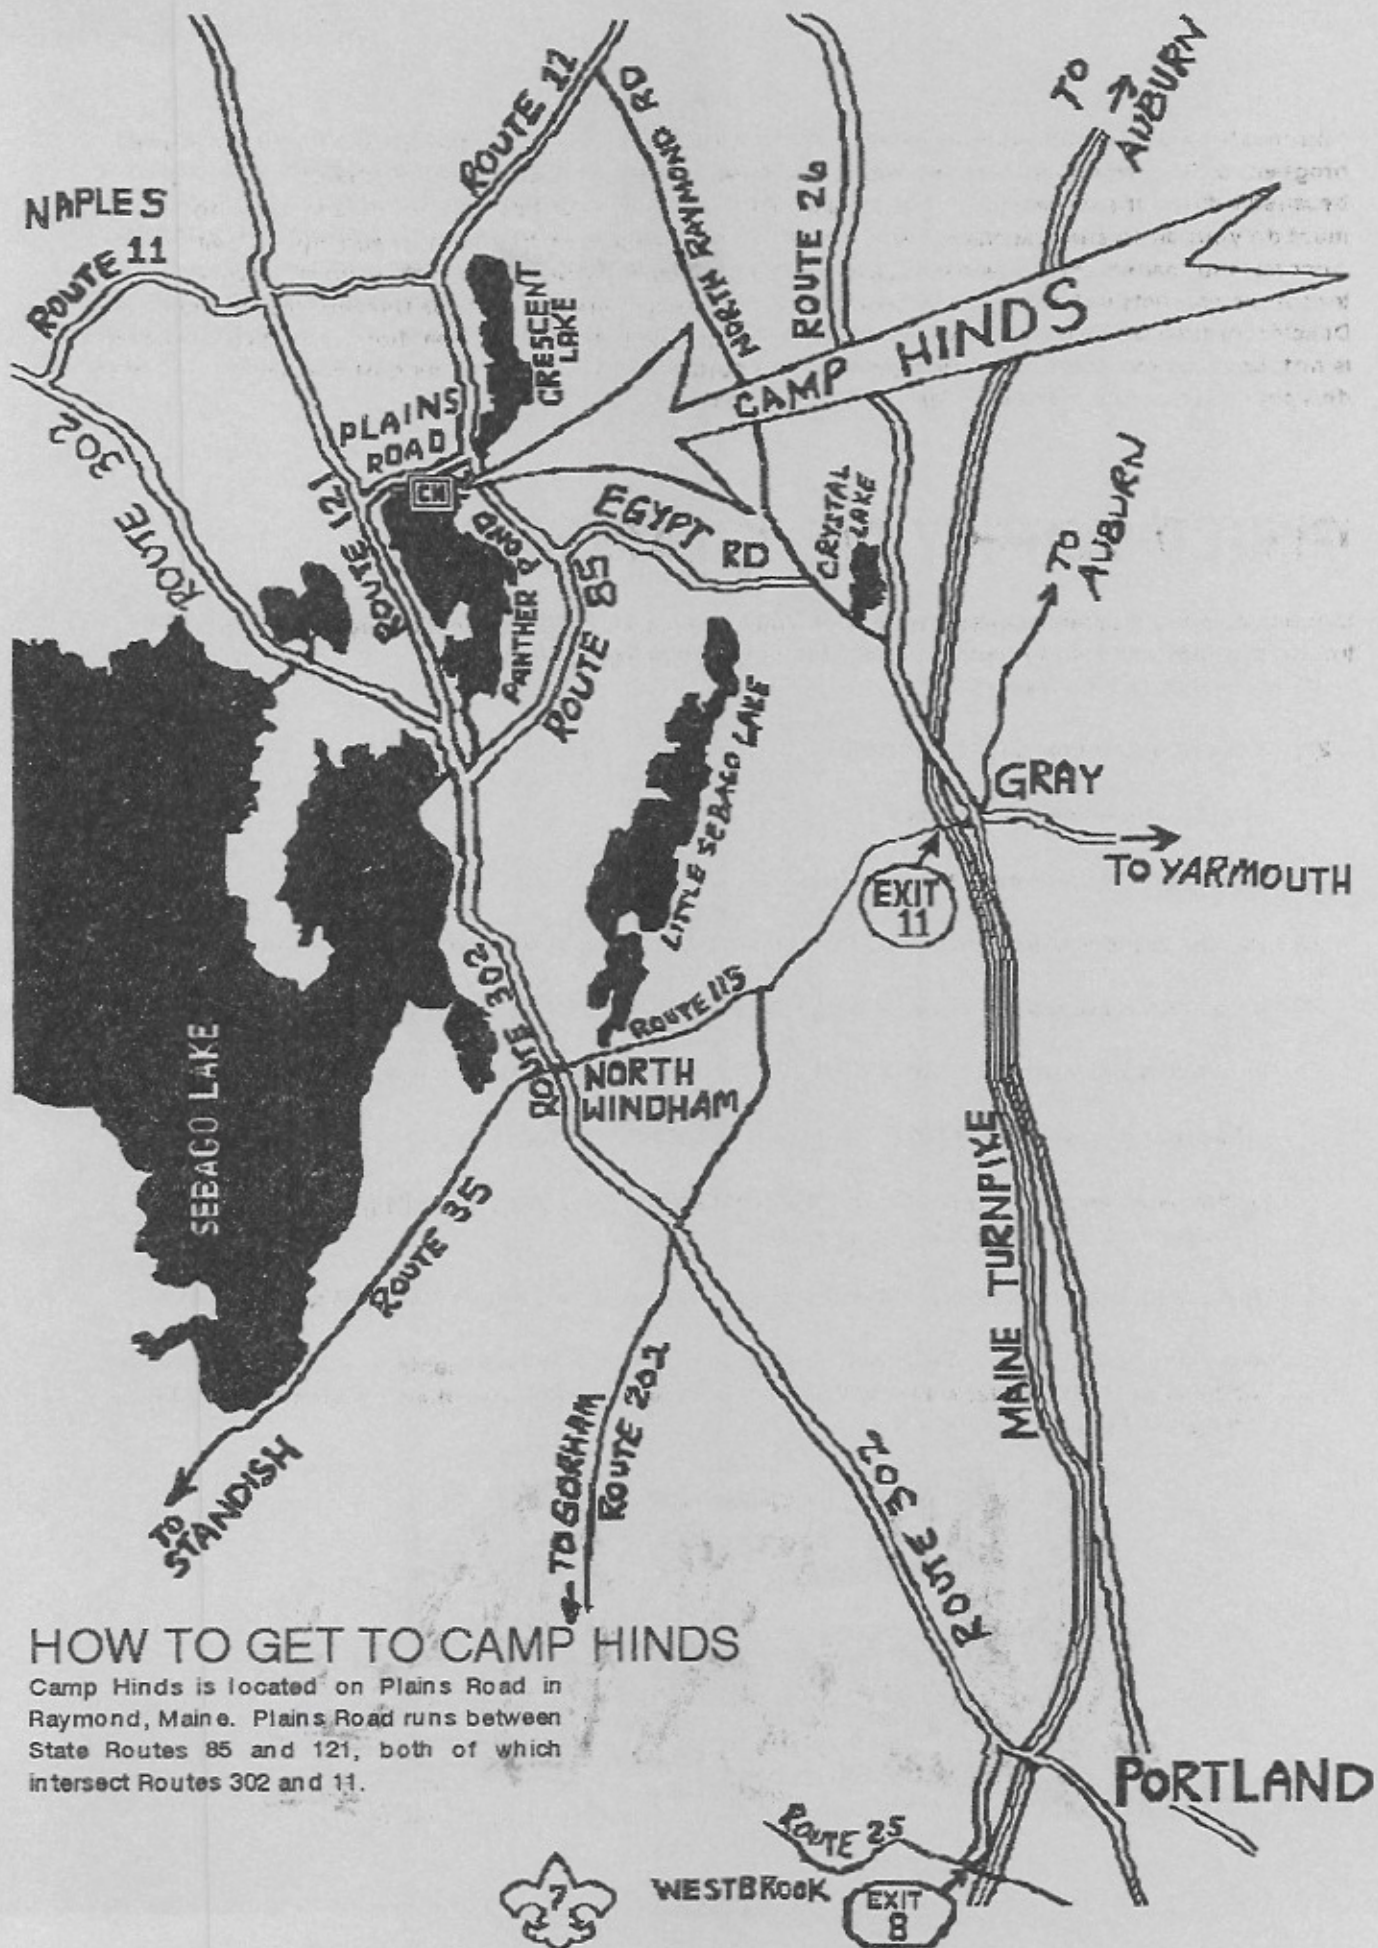 TO
AUBURN
ROUTE 11
NORTH RAYMOND RD
ROUTE 26
NAPLES
ROUTE 11
CRESCENT
LAKE
CAMP HINDS
PLAINS
ROAD
ROUTE 302
ROUTE 121
CH
PANTHER POND
EGYPT
RD
CRYSTAL
LAKE
TO
AUBURN
ROUTE 85
LITTLE SEBAGO LAKE
GRAY
TO YARMOUTH
EXIT
11
ROUTE 302
ROUTE 115
NORTH
WINDHAM
SEBAGO LAKE
ROUTE 35
MAINE TURNPIKE
TO
STANDISH
TO GORHAM
ROUTE 202
ROUTE 302
HOW TO GET TO CAMP HINDS
Camp Hinds is located on Plains Road in
Raymond, Maine. Plains Road runs between
State Routes 85 and 121, both of which
intersect Routes 302 and 11.
PORTLAND
ROUTE 25
7
WESTBROOK
EXIT
8